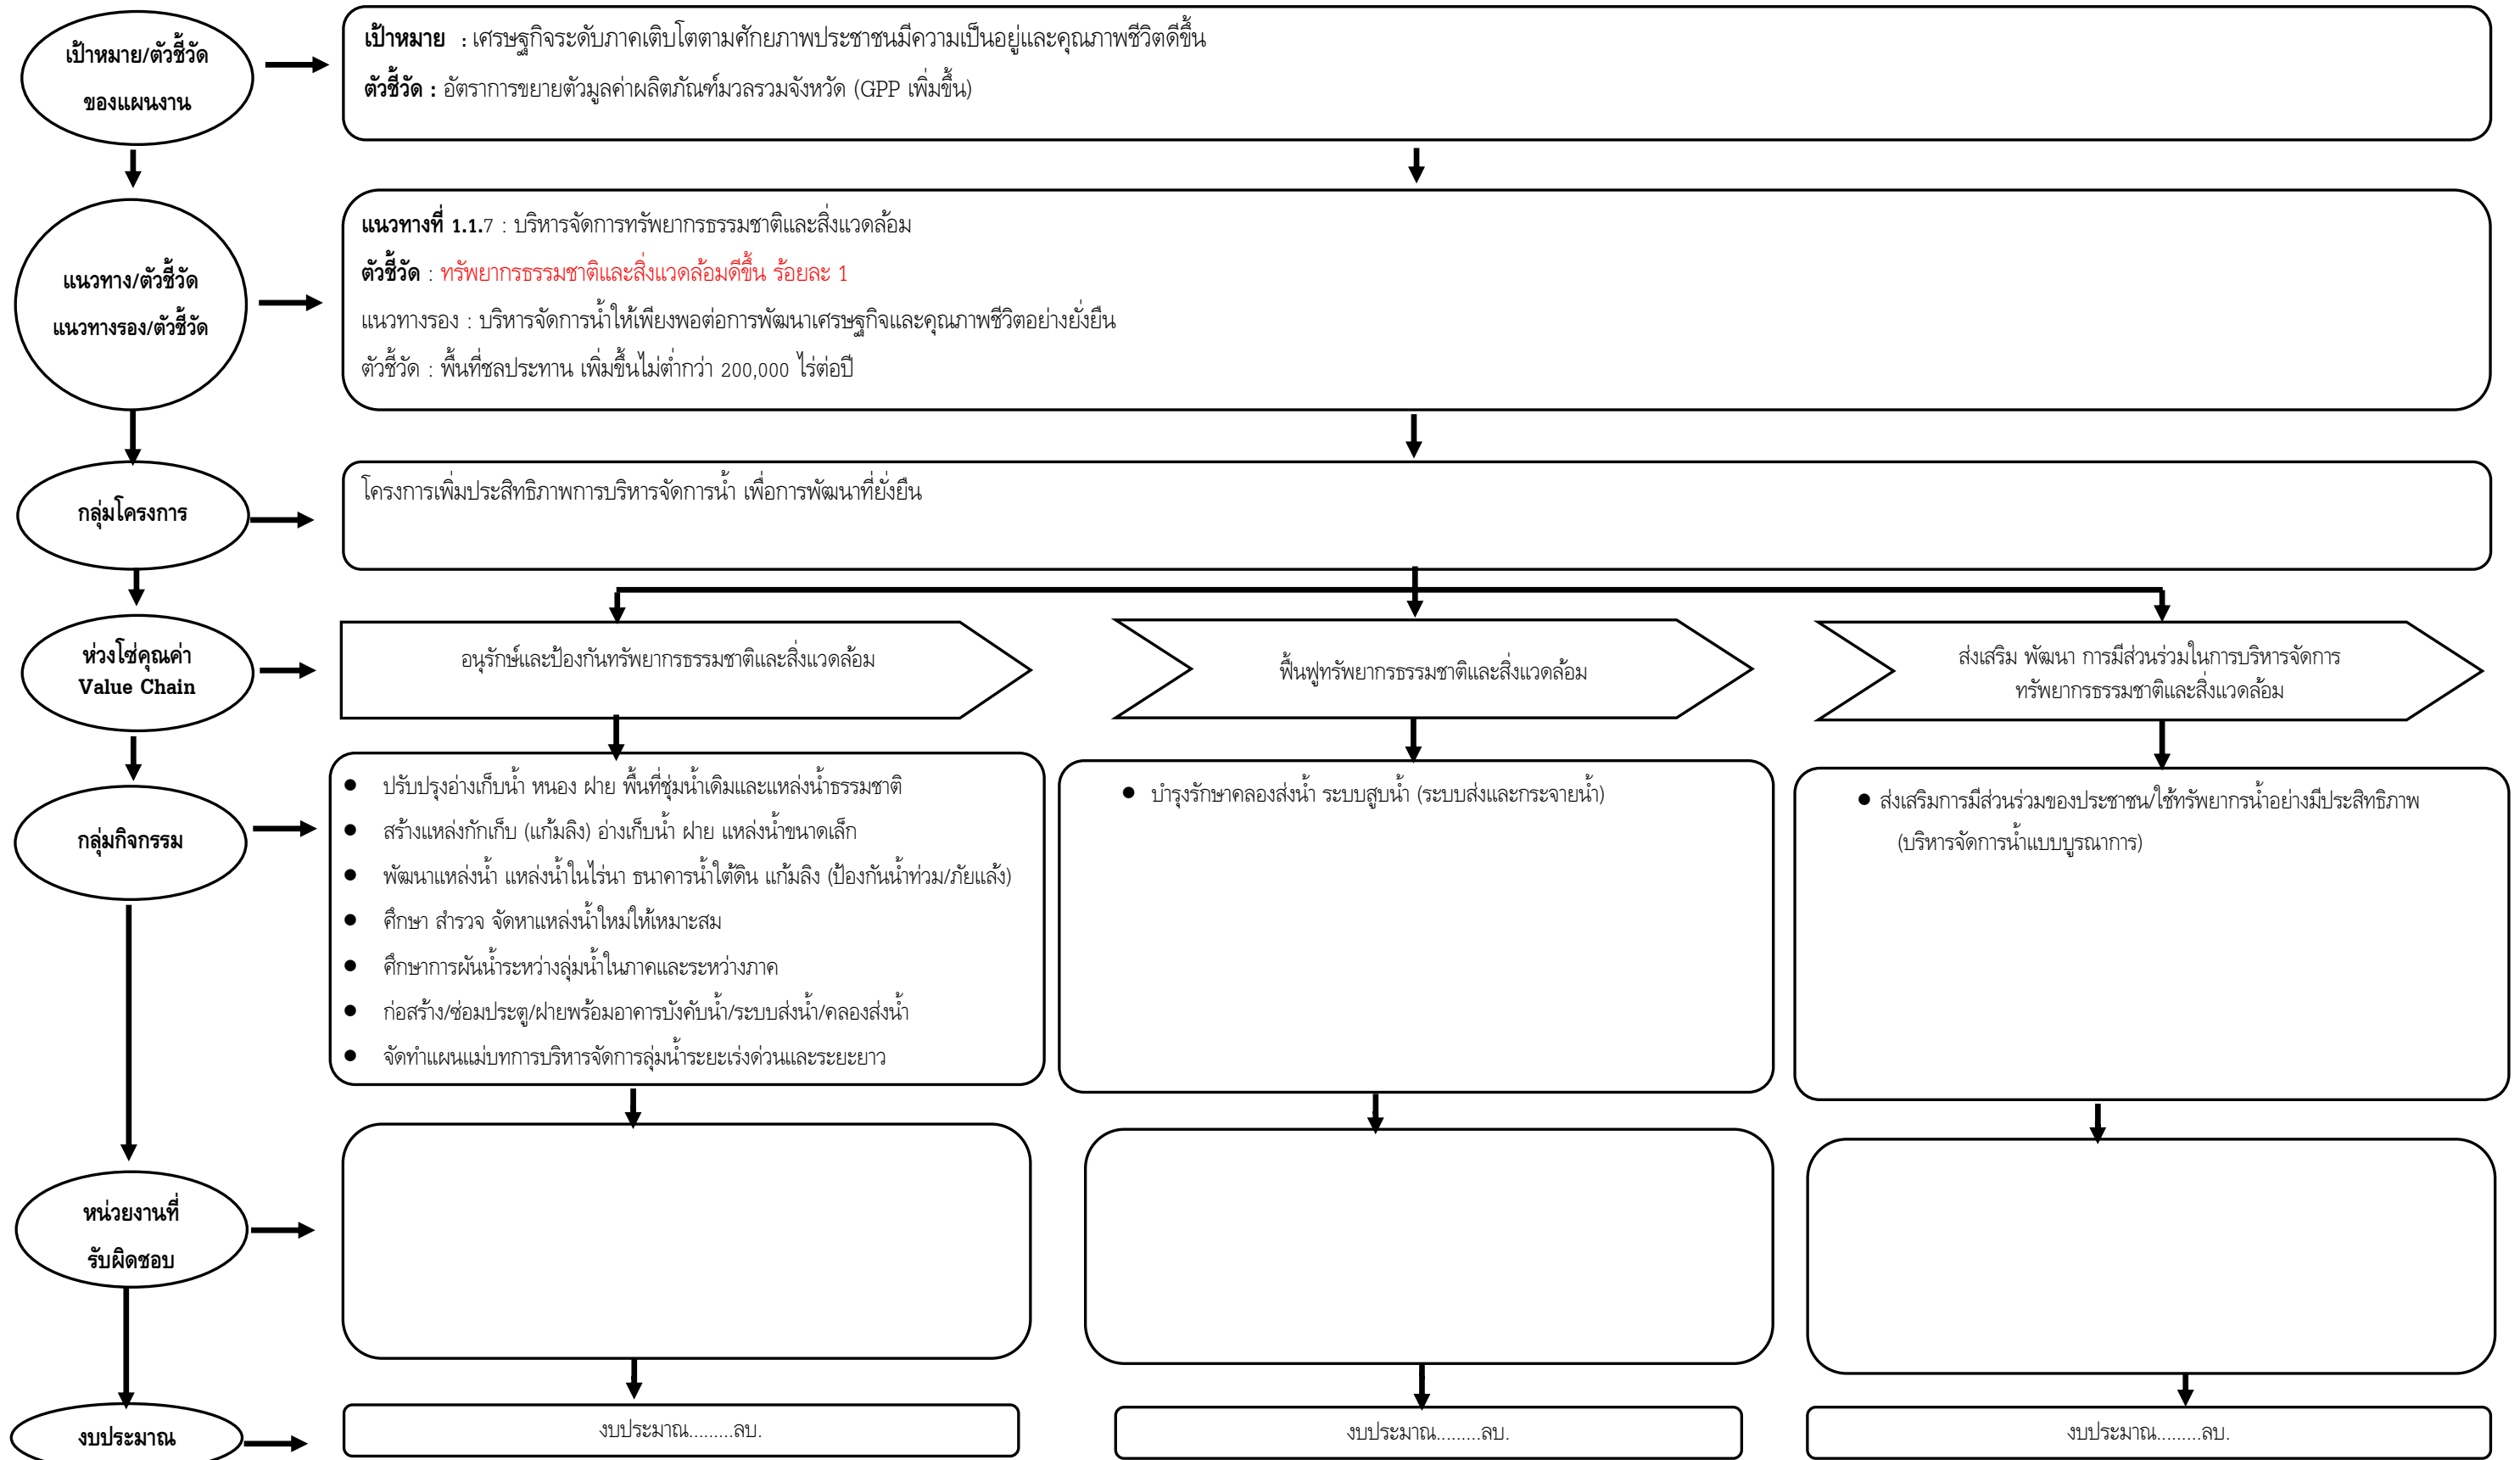 เป้าหมาย/ตัวชี้วัด
ของแผนงาน
เป้าหมาย : เศรษฐกิจระดับภาคเติบโตตามศักยภาพประชาชนมีความเป็นอยู่และคุณภาพชีวิตดีขึ้น
ตัวชี้วัด : อัตราการขยายตัวมูลค่าผลิตภัณฑ์มวลรวมจังหวัด (GPP เพิ่มขึ้น)
แนวทาง/ตัวชี้วัด
แนวทางรอง/ตัวชี้วัด
แนวทางที่ 1.1.7 : บริหารจัดการทรัพยากรธรรมชาติและสิ่งแวดล้อม
ตัวชี้วัด : ทรัพยากรธรรมชาติและสิ่งแวดล้อมดีขึ้น ร้อยละ 1
แนวทางรอง : บริหารจัดการน้ำให้เพียงพอต่อการพัฒนาเศรษฐกิจและคุณภาพชีวิตอย่างยั่งยืน
ตัวชี้วัด : พื้นที่ชลประทาน เพิ่มขึ้นไม่ต่ำกว่า 200,000 ไร่ต่อปี
กลุ่มโครงการ
โครงการเพิ่มประสิทธิภาพการบริหารจัดการน้ำ เพื่อการพัฒนาที่ยั่งยืน
ห่วงโซ่คุณค่า
Value Chain
อนุรักษ์และป้องกันทรัพยากรธรรมชาติและสิ่งแวดล้อม
ฟื้นฟูทรัพยากรธรรมชาติและสิ่งแวดล้อม
ส่งเสริม พัฒนา การมีส่วนร่วมในการบริหารจัดการ
ทรัพยากรธรรมชาติและสิ่งแวดล้อม
กลุ่มกิจกรรม
● ปรับปรุงอ่างเก็บน้ำ หนอง ฝาย พื้นที่ชุ่มน้ำเดิมและแหล่งน้ำธรรมชาติ
● สร้างแหล่งกักเก็บ (แก้มลิง) อ่างเก็บน้ำ ฝาย แหล่งน้ำขนาดเล็ก
● พัฒนาแหล่งน้ำ แหล่งน้ำในไร่นา ธนาคารน้ำใต้ดิน แก้มลิง (ป้องกันน้ำท่วม/ภัยแล้ง)
● ศึกษา สำรวจ จัดหาแหล่งน้ำใหม่ให้เหมาะสม
● ศึกษาการผันน้ำระหว่างลุ่มน้ำในภาคและระหว่างภาค
● ก่อสร้าง/ซ่อมประตู/ฝายพร้อมอาคารบังคับน้ำ/ระบบส่งน้ำ/คลองส่งน้ำ
● จัดทำแผนแม่บทการบริหารจัดการลุ่มน้ำระยะเร่งด่วนและระยะยาว
● บำรุงรักษาคลองส่งน้ำ ระบบสูบน้ำ (ระบบส่งและกระจายน้ำ)
● ส่งเสริมการมีส่วนร่วมของประชาชน/ใช้ทรัพยากรน้ำอย่างมีประสิทธิภาพ
(บริหารจัดการน้ำแบบบูรณาการ)
หน่วยงานที่
รับผิดชอบ
งบประมาณ
งบประมาณ.........ลบ.
งบประมาณ.........ลบ.
งบประมาณ.........ลบ.